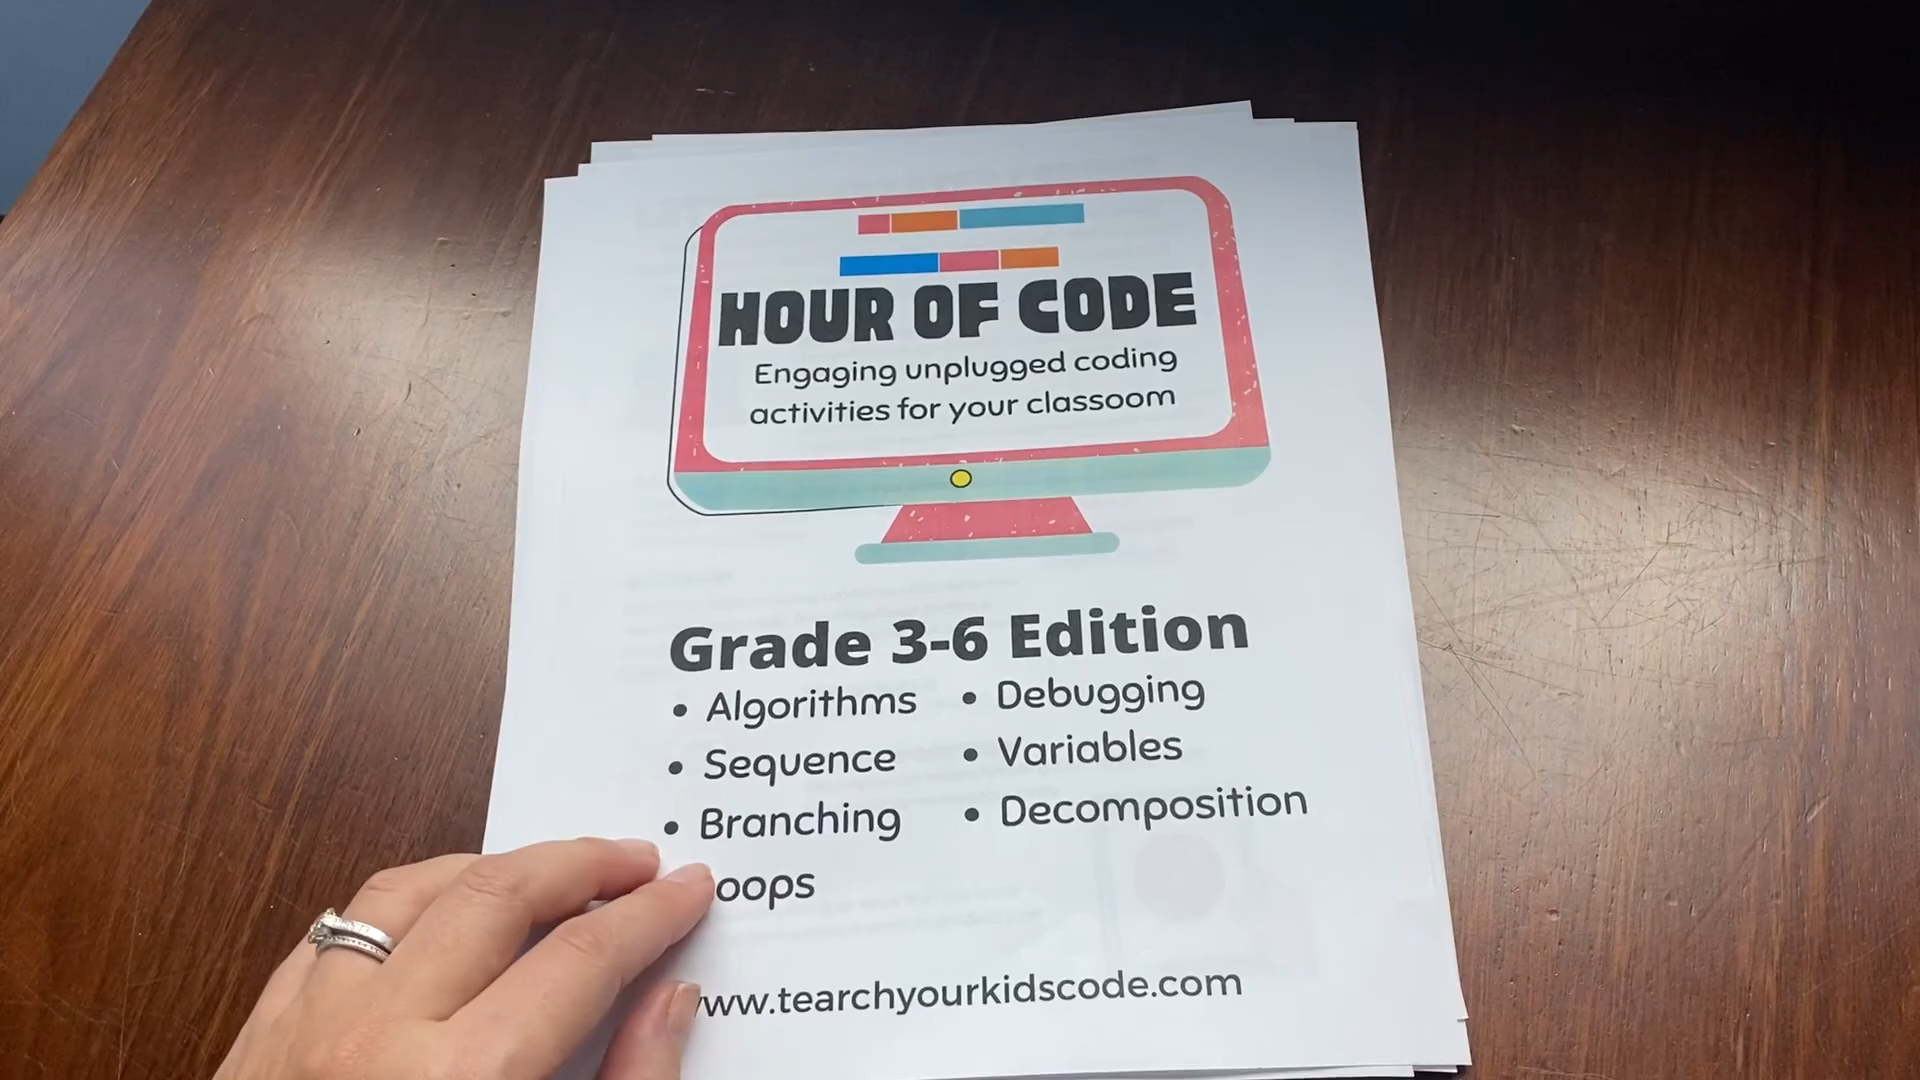 HOUR OF CODE
Engaging unplugged coding
activities for your classoom
Grade 3-6 Edition
• Algorithms
• Sequence
• Branching
oops
• Debugging
• Variables
• Decomposition
www.tearchyourkidscode.com